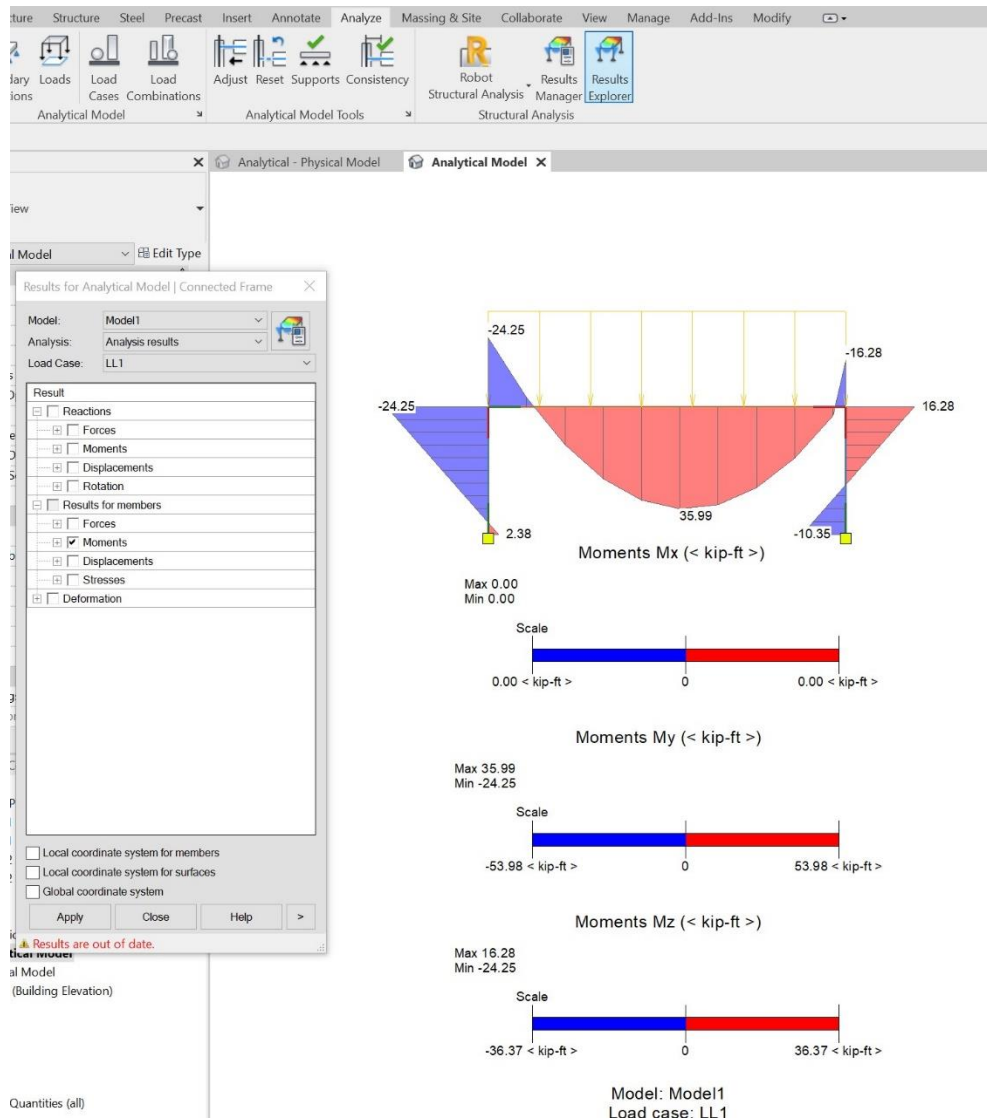 cture Structure Steel Precast Insert Annotate Analyze Massing & Site Collaborate View Manage Add-Ins Modify
Loads Load Cases Load Combinations Adjust Reset Supports Consistency Robot Structural Analysis Results Manager Results Explorer
Analytical Model Analytical Model Tools Structural Analysis
Analytical - Physical Model Analytical Model
Edit Type
Results for Analytical Model | Connected Frame
Model: Model1
Analysis: Analysis results
Load Case: LL1
Result
Reactions
Forces
Moments
Displacements
Rotation
Results for members
Forces
Moments
Displacements
Stresses
Deformation
Local coordinate system for members
Local coordinate system for surfaces
Global coordinate system
Apply Close Help >
Results are out of date.
tical Model
al Model
(Building Elevation)
Quantities (all)
-24.25
-16.28
-24.25
16.28
35.99
2.38
-10.35
Moments Mx (< kip-ft >)
Max 0.00
Min 0.00
Scale
0.00 < kip-ft > 0 0.00 < kip-ft >
Moments My (< kip-ft >)
Max 35.99
Min -24.25
Scale
-53.98 < kip-ft > 0 53.98 < kip-ft >
Moments Mz (< kip-ft >)
Max 16.28
Min -24.25
Scale
-36.37 < kip-ft > 0 36.37 < kip-ft >
Model: Model1
Load case: LL1